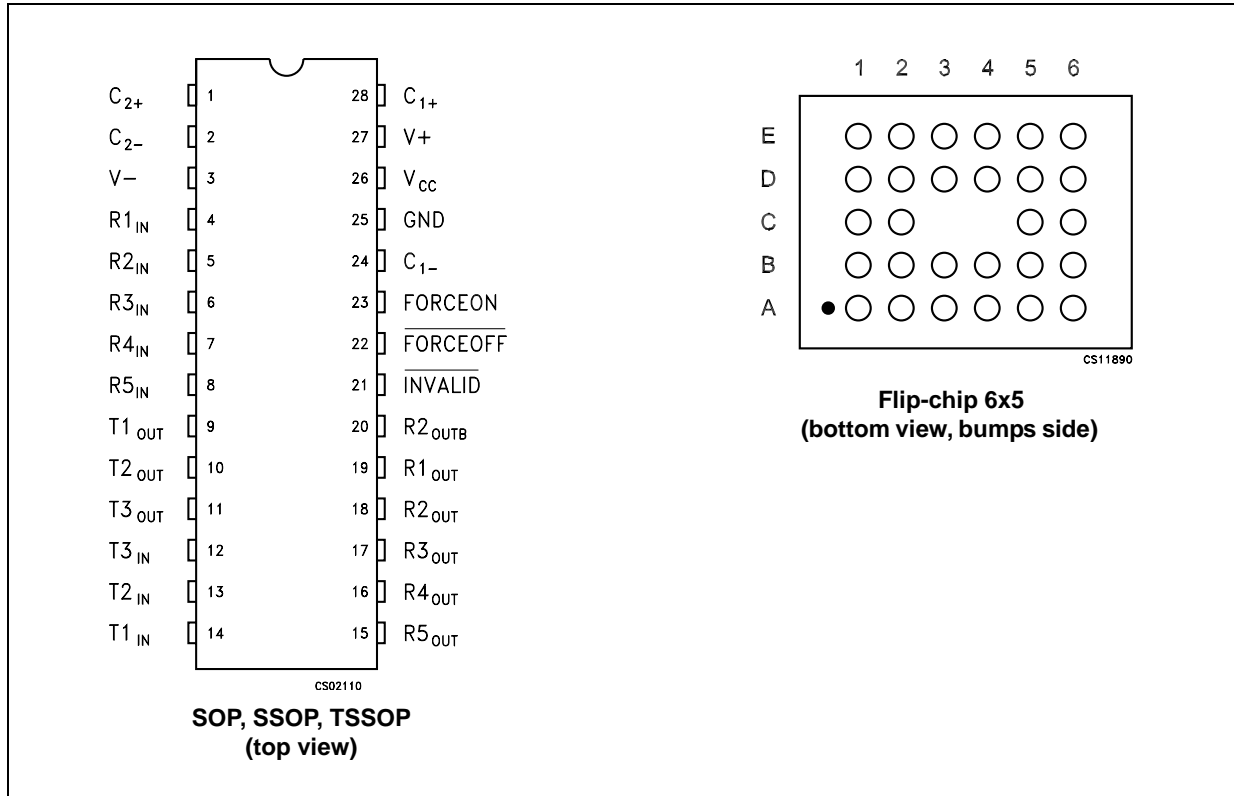 C2+ 1 28 C1+
C2- 2 27 V+
V- 3 26 VCC
R1IN 4 25 GND
R2IN 5 24 C1-
R3IN 6 23 FORCEON
R4IN 7 22 FORCEOFF
R5IN 8 21 INVALID
T1OUT 9 20 R2OUTB
T2OUT 10 19 R1OUT
T3OUT 11 18 R2OUT
T3IN 12 17 R3OUT
T2IN 13 16 R4OUT
T1IN 14 15 R5OUT
CS02110
SOP, SSOP, TSSOP
(top view)
1 2 3 4 5 6
E
D
C
B
A
CS11890
Flip-chip 6x5
(bottom view, bumps side)